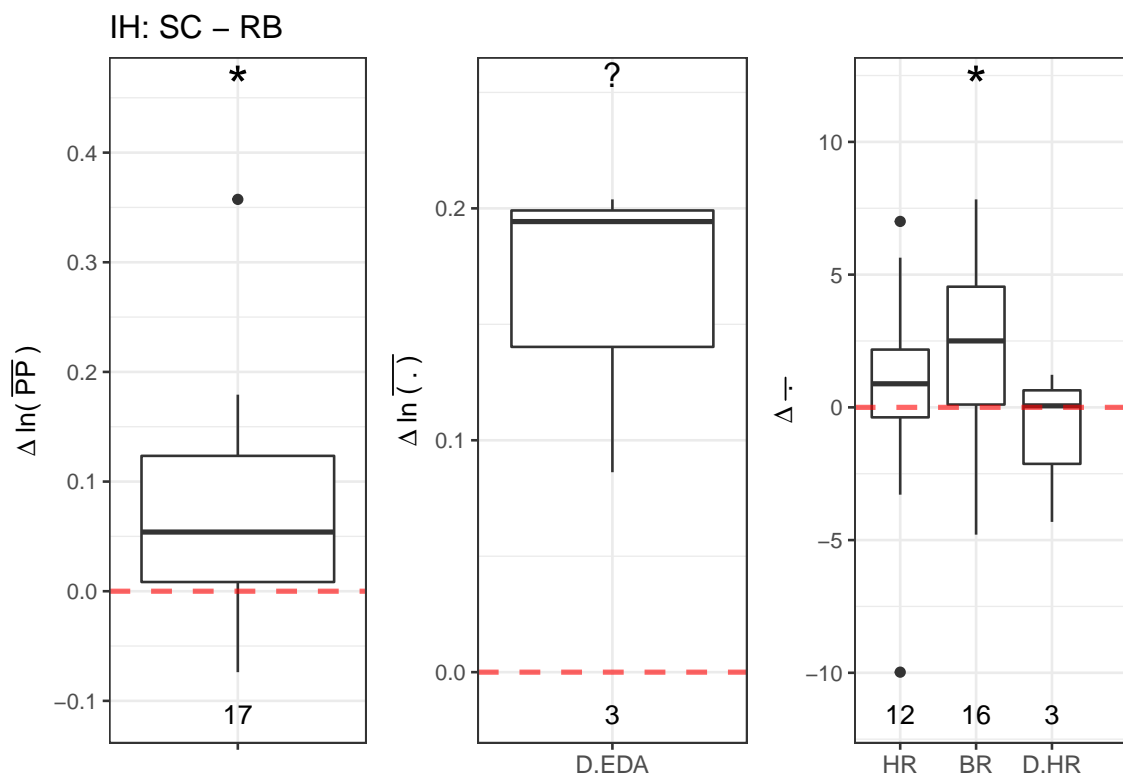 IH: SC − RB
Δ ln( PP )
0.4
0.3
0.2
0.1
0.0
−0.1
*
17
Δ ln ( . )
0.2
0.1
0.0
?
3
D.EDA
Δ .
10
5
0
−5
−10
*
12 16 3
HR BR D.HR